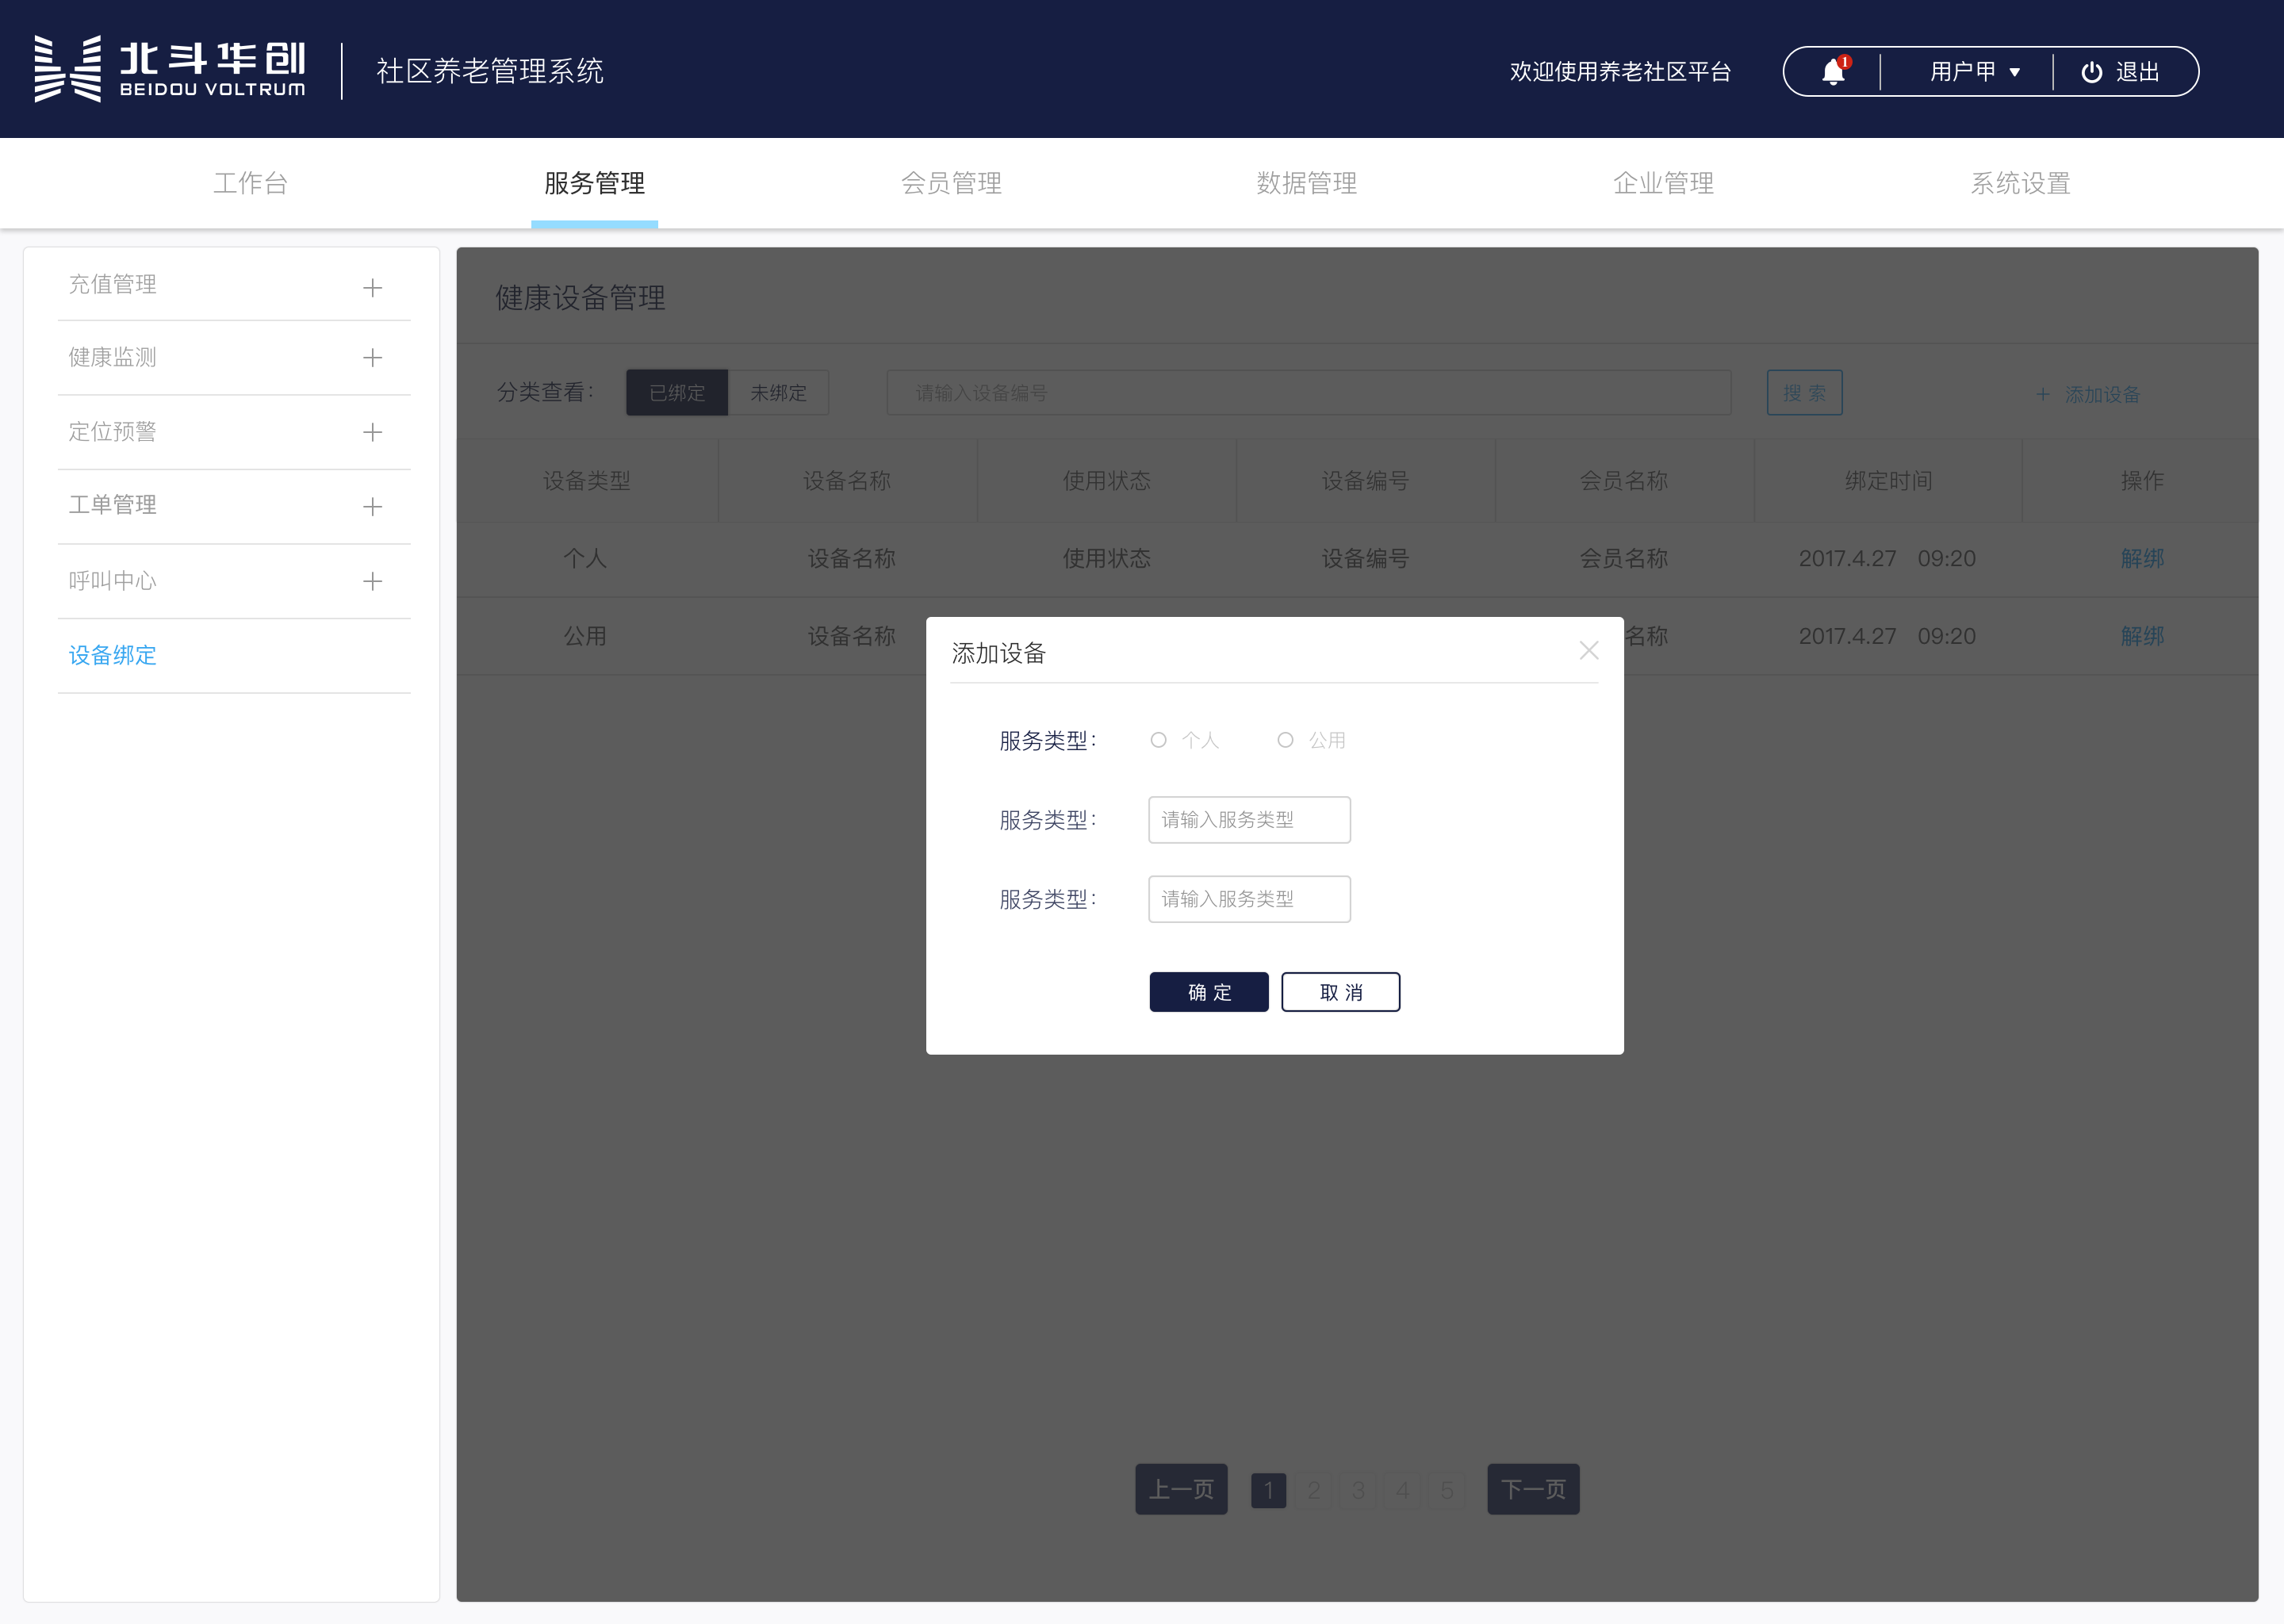 北斗华创
BEIDOU VOLTRUM
社区养老管理系统
欢迎使用养老社区平台
1
用户甲
退出
工作台 服务管理 会员管理 数据管理 企业管理 系统设置
充值管理
健康监测
定位预警
工单管理
呼叫中心
设备绑定
健康设备管理
分类查看： 已绑定 未绑定 请输入设备编号 搜 索 + 添加设备
设备类型 设备名称 使用状态 设备编号 会员名称 绑定时间 操作
个人 设备名称 使用状态 设备编号 会员名称 2017.4.27 09:20 解绑
公用 设备名称 名称 2017.4.27 09:20 解绑
添加设备
服务类型： 个人 公用
服务类型： 请输入服务类型
服务类型： 请输入服务类型
确 定 取 消
上一页 1 2 3 4 5 下一页